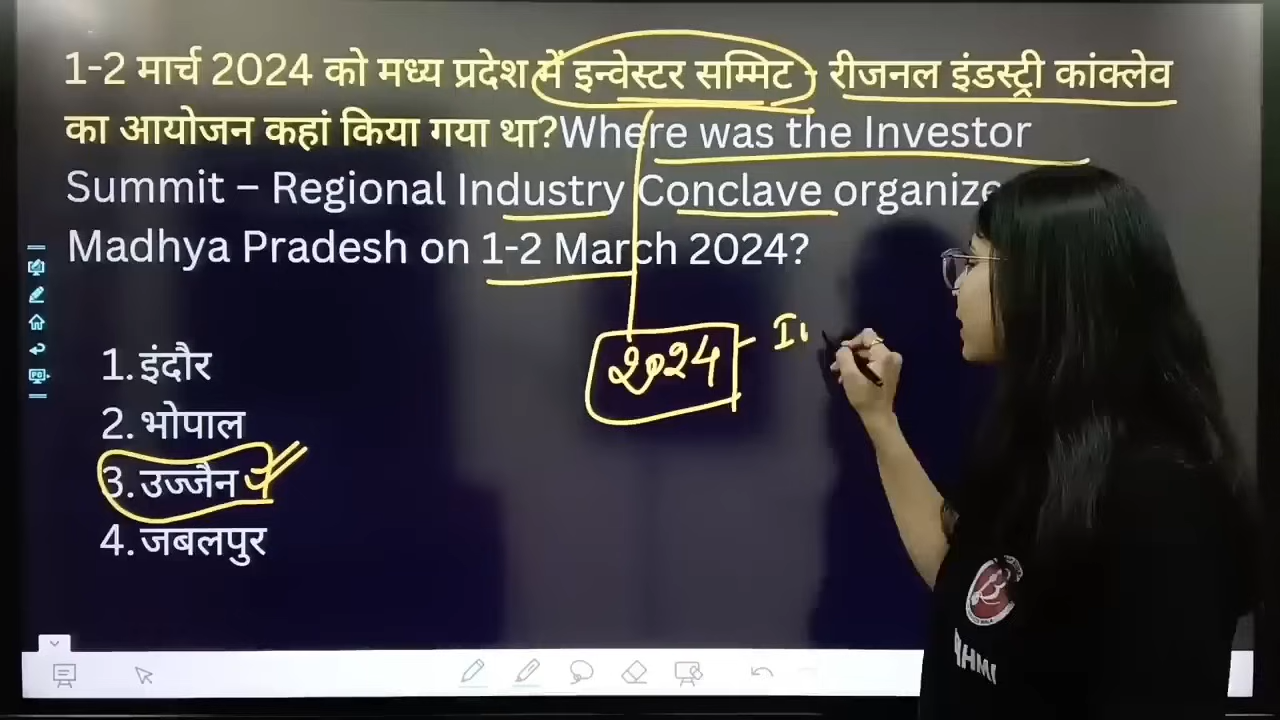 1-2 मार्च 2024 को मध्य प्रदेश में इन्वेस्टर सम्मिट - रीजनल इंडस्ट्री कांक्लेव
का आयोजन कहां किया गया था?Where was the Investor
Summit – Regional Industry Conclave organize
Madhya Pradesh on 1-2 March 2024?
2024 - I
1. इंदौर
2. भोपाल
3. उज्जैन
4. जबलपुर